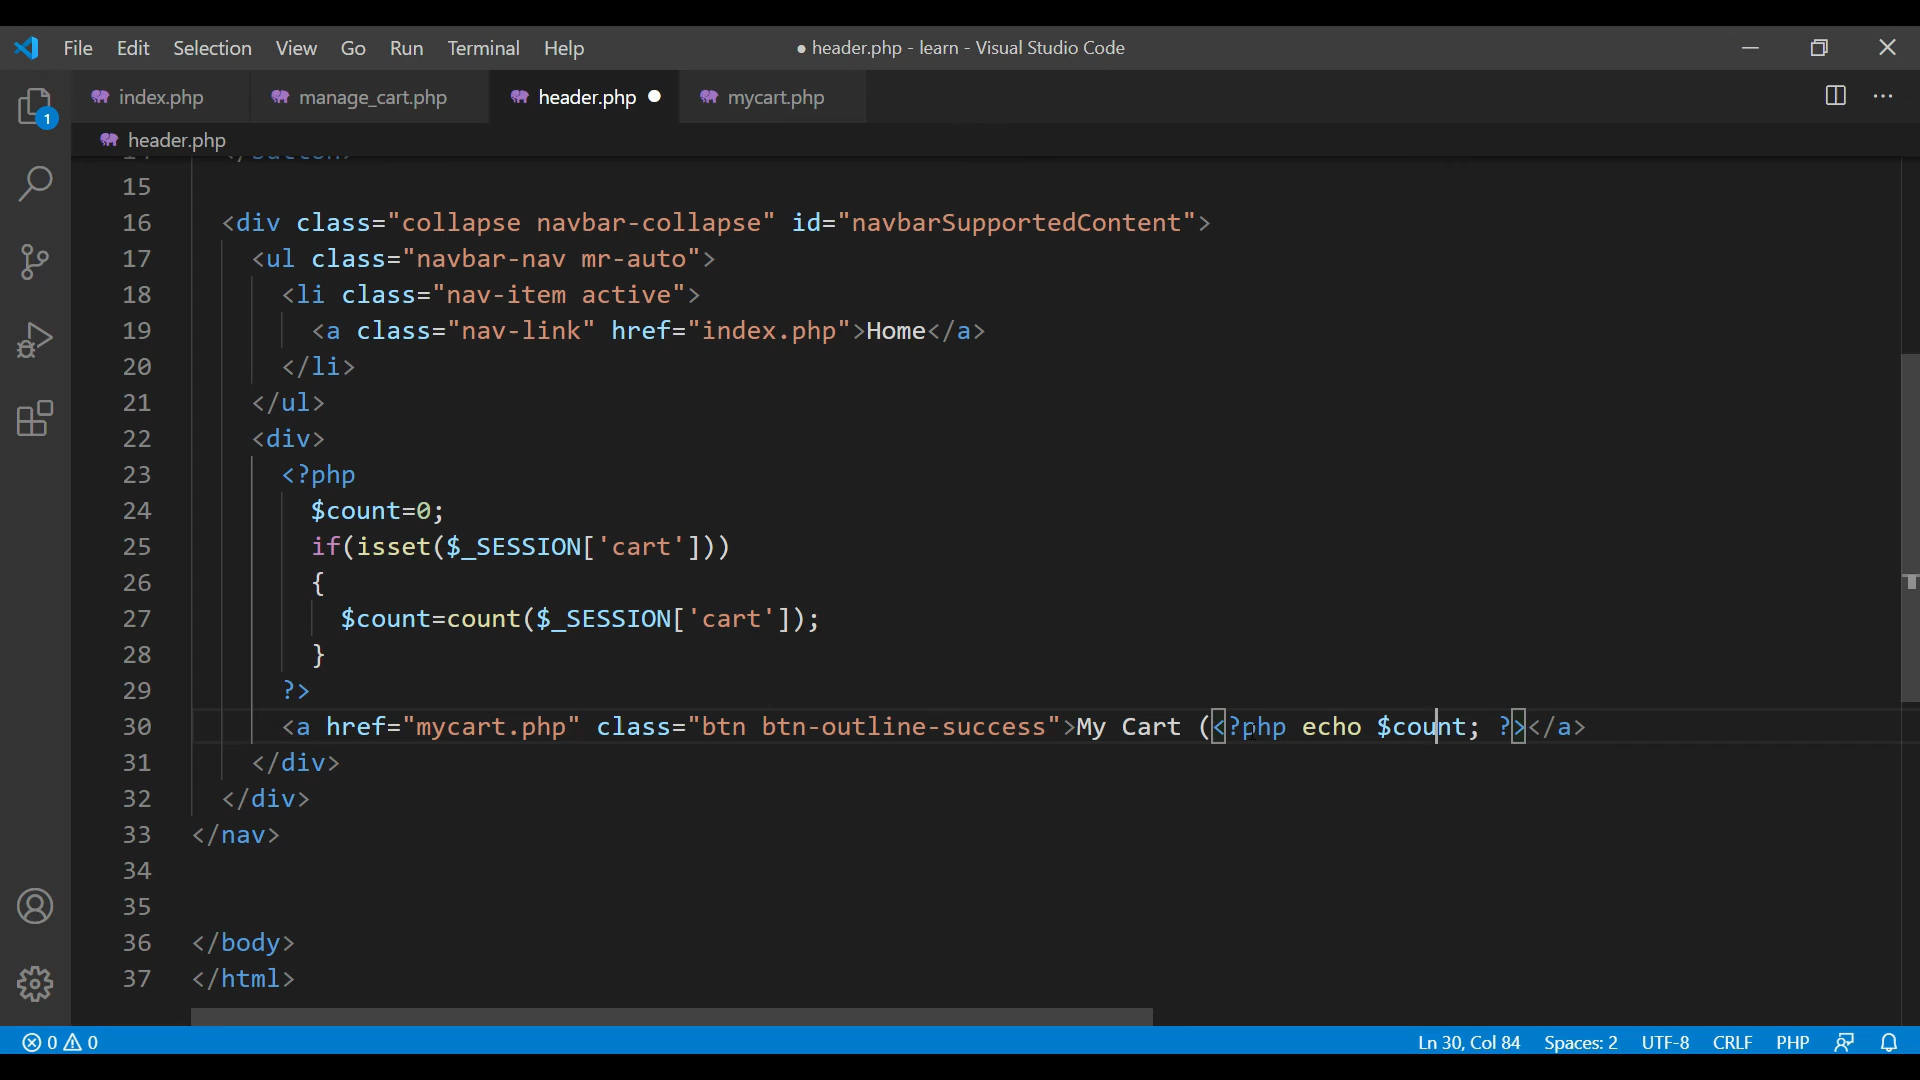 File Edit Selection View Go Run Terminal Help ● header.php - learn - Visual Studio Code
index.php manage_cart.php header.php ● mycart.php
header.php
1
15
16 <div class="collapse navbar-collapse" id="navbarSupportedContent">
17 <ul class="navbar-nav mr-auto">
18 <li class="nav-item active">
19 <a class="nav-link" href="index.php">Home</a>
20 </li>
21 </ul>
22 <div>
23 <?php
24 $count=0;
25 if(isset($_SESSION['cart']))
26 {
27 $count=count($_SESSION['cart']);
28 }
29 ?>
30 <a href="mycart.php" class="btn btn-outline-success">My Cart (<?php echo $count; ?></a>
31 </div>
32 </div>
33 </nav>
34
35
36 </body>
37 </html>
0 0 Ln 30, Col 84 Spaces: 2 UTF-8 CRLF PHP